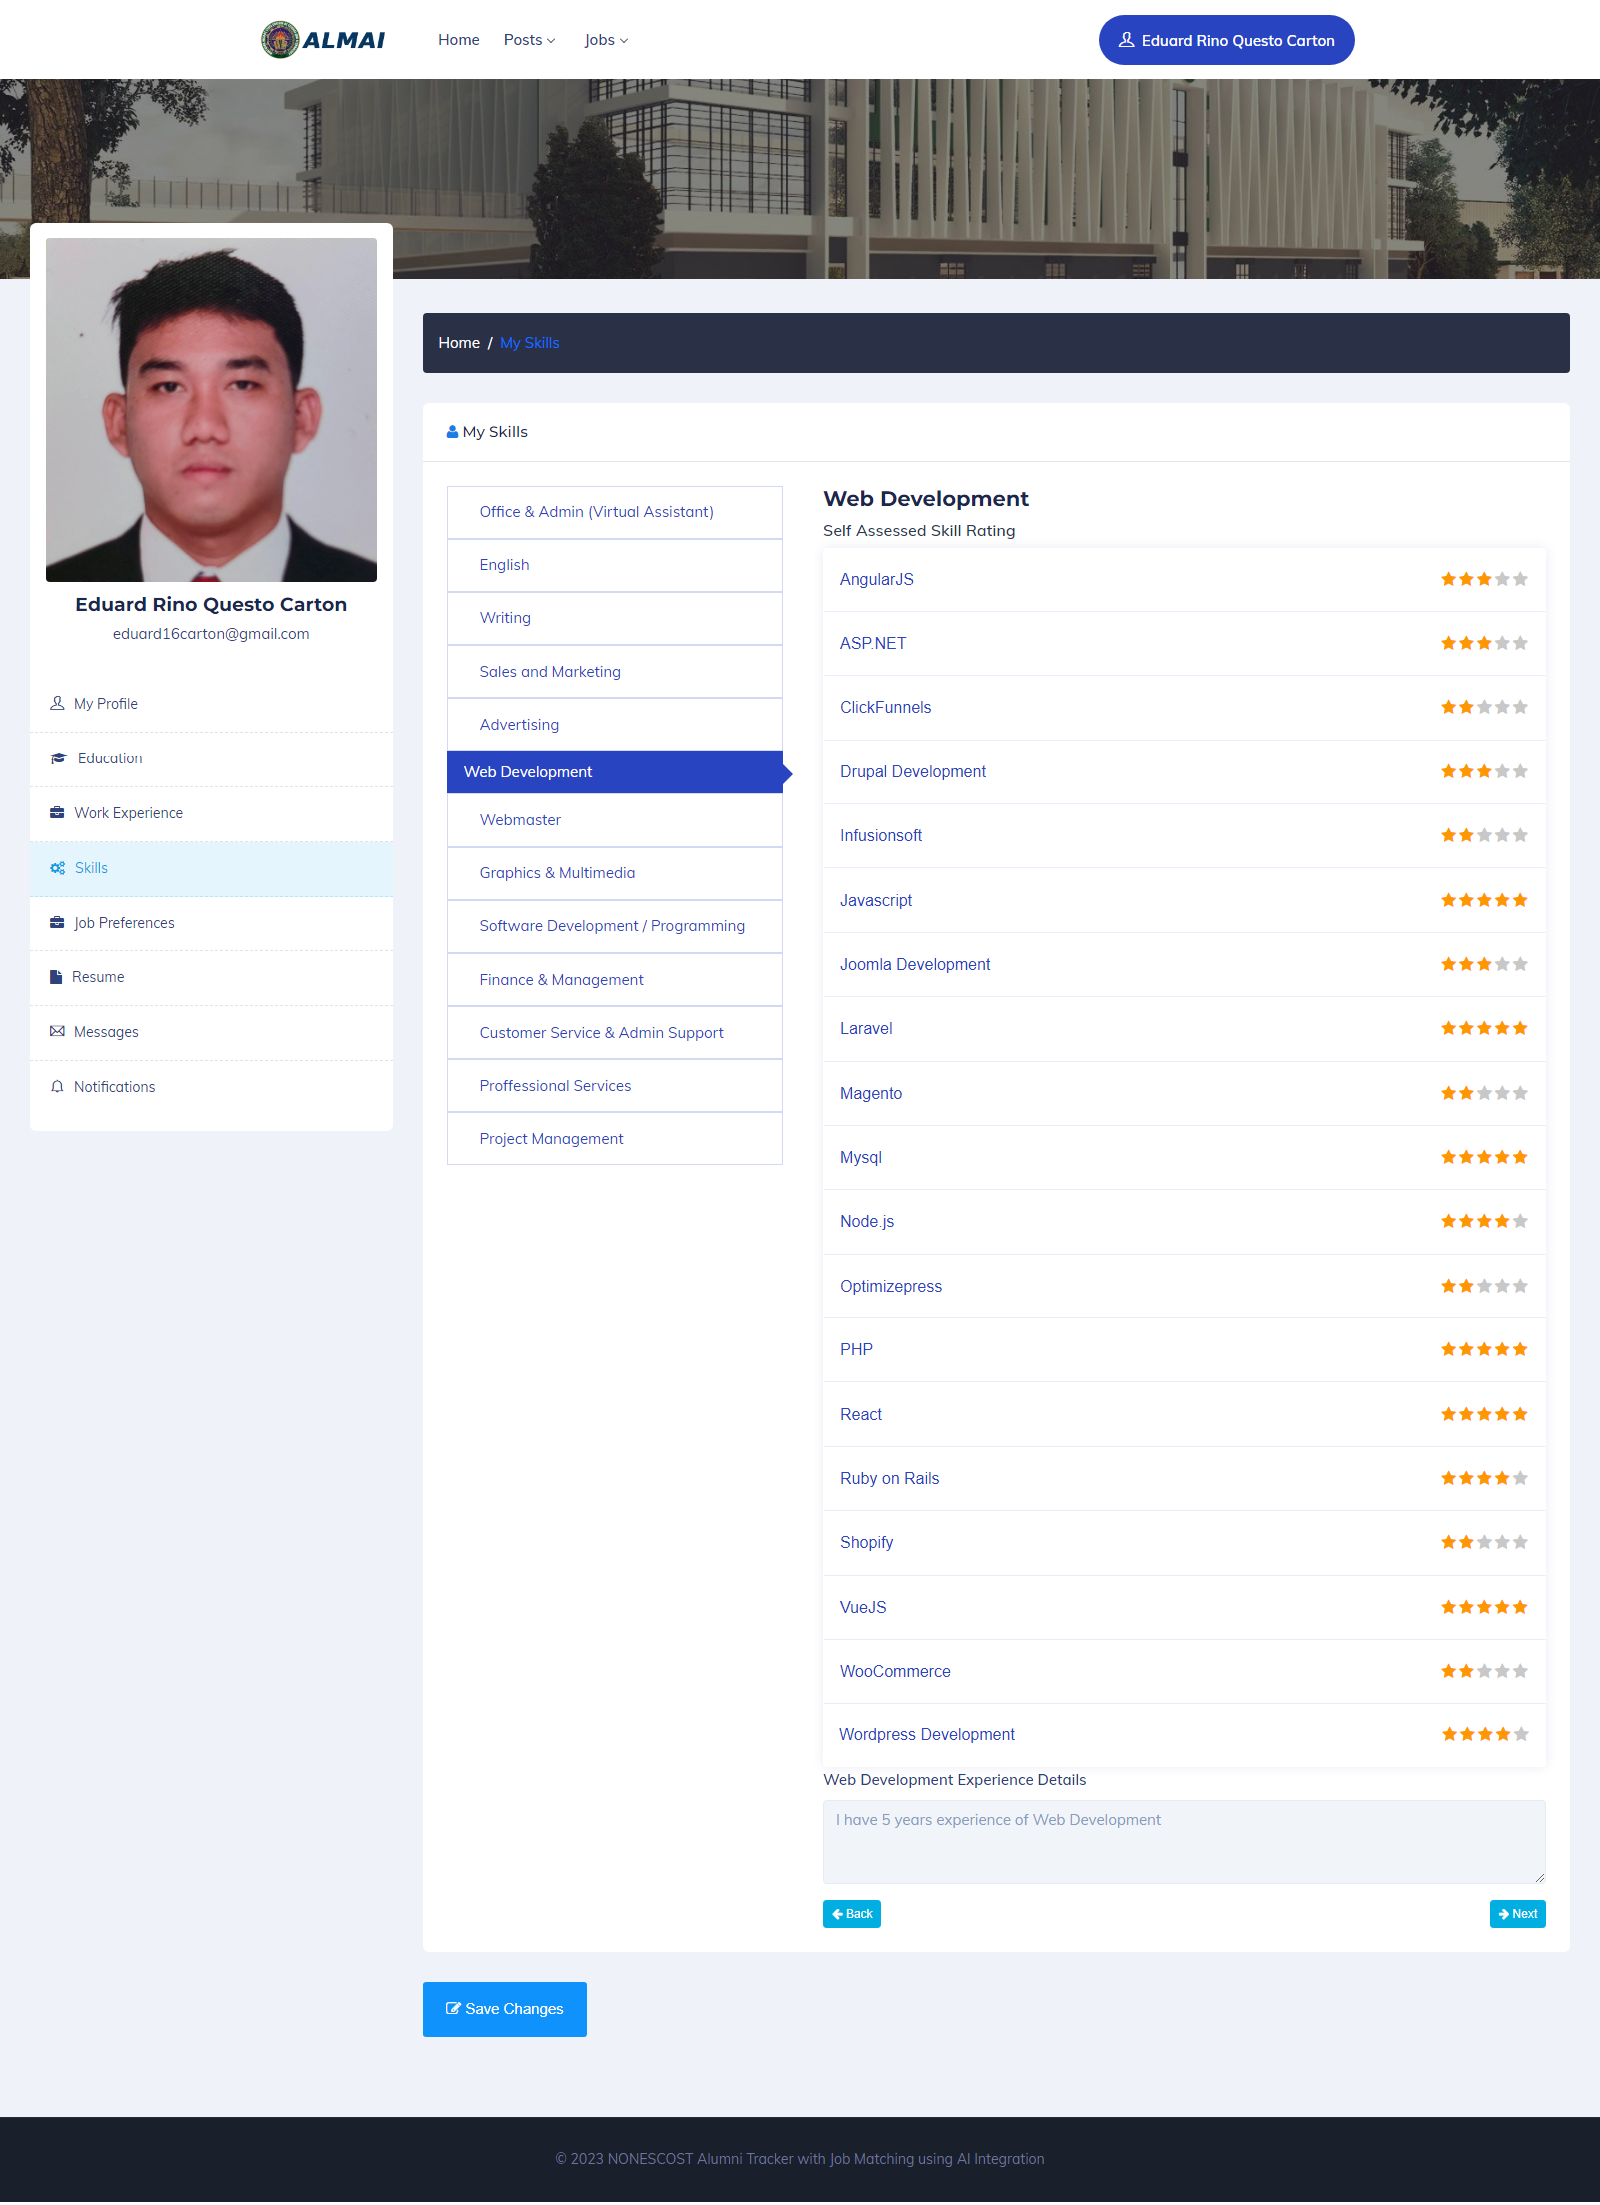 ALMAI
Home Posts Jobs
Eduard Rino Questo Carton
Eduard Rino Questo Carton
eduard16carton@gmail.com
My Profile
Education
Work Experience
Skills
Job Preferences
Resume
Messages
Notifications
Home / My Skills
My Skills
Office & Admin (Virtual Assistant)
English
Writing
Sales and Marketing
Advertising
Web Development
Webmaster
Graphics & Multimedia
Software Development / Programming
Finance & Management
Customer Service & Admin Support
Proffessional Services
Project Management
Web Development
Self Assessed Skill Rating
AngularJS
ASP.NET
ClickFunnels
Drupal Development
Infusionsoft
Javascript
Joomla Development
Laravel
Magento
Mysql
Node.js
Optimizepress
PHP
React
Ruby on Rails
Shopify
VueJS
WooCommerce
Wordpress Development
Web Development Experience Details
I have 5 years experience of Web Development
Back
Next
Save Changes
© 2023 NONESCOST Alumni Tracker with Job Matching using AI Integration